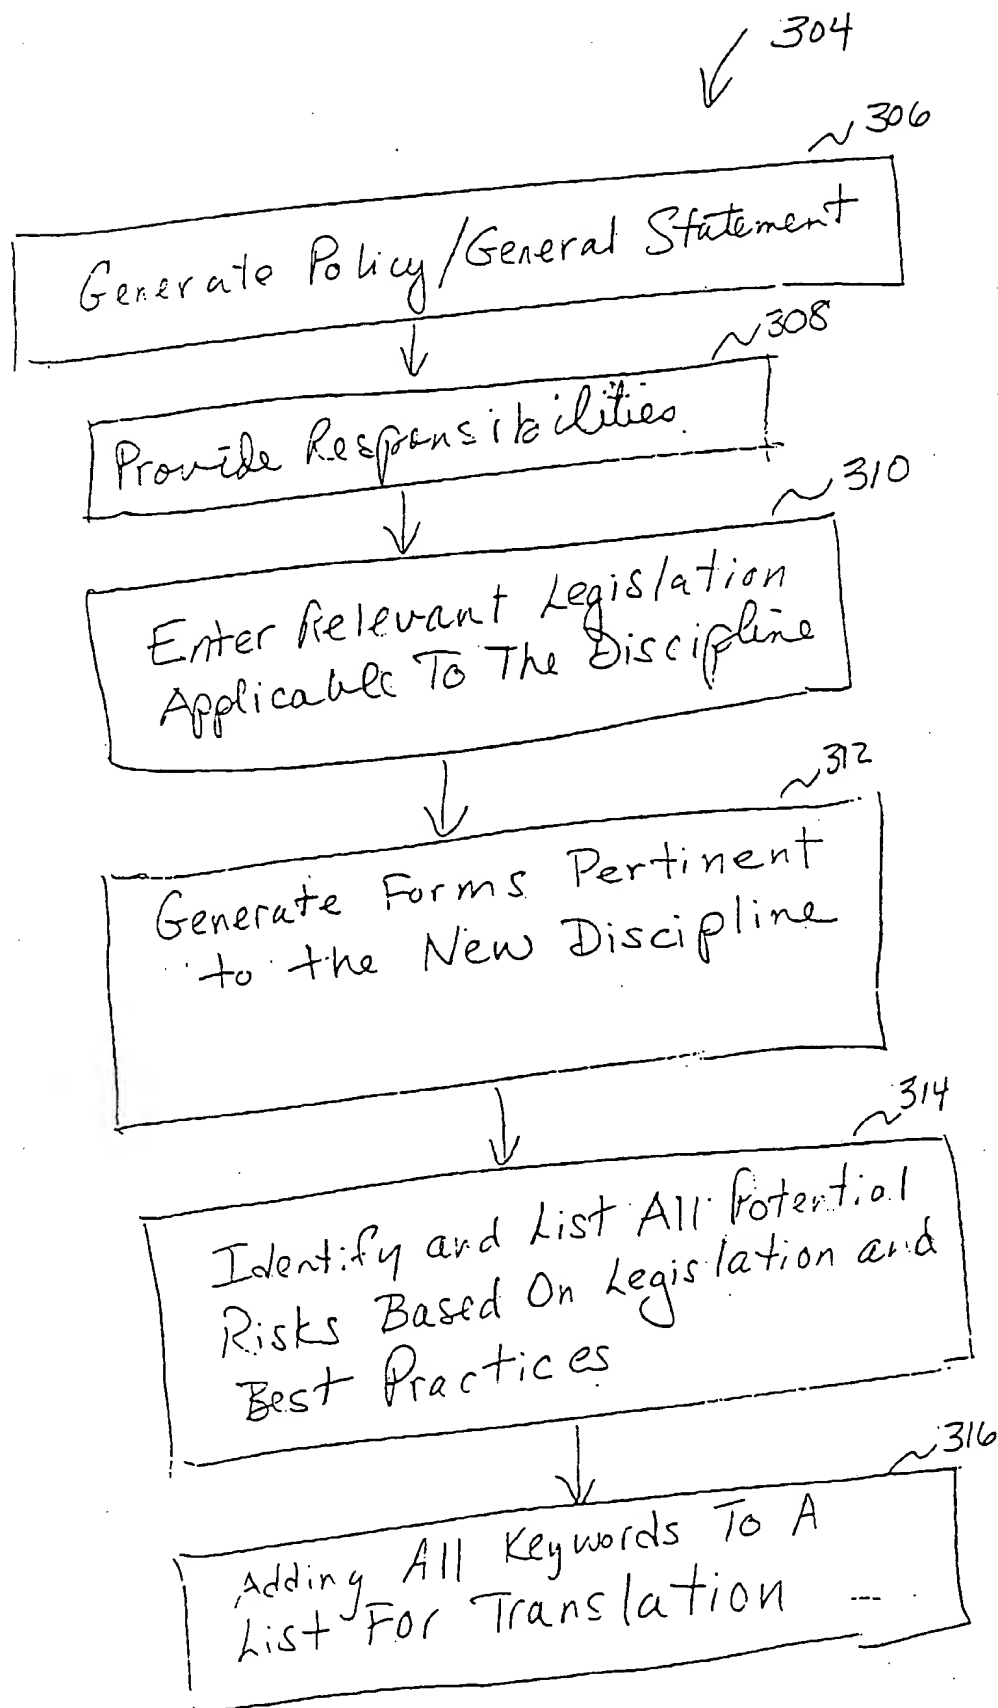 304
306
Generate Policy/General Statement
308
Provide Responsibilities.
310
Enter Relevant Legislation
Applicable To The Discipline
312
Generate Forms Pertinent
to the New Discipline
314
Identify and List All Potential
Risks Based On Legislation and
Best Practices
316
Adding All Keywords To A
List For Translation